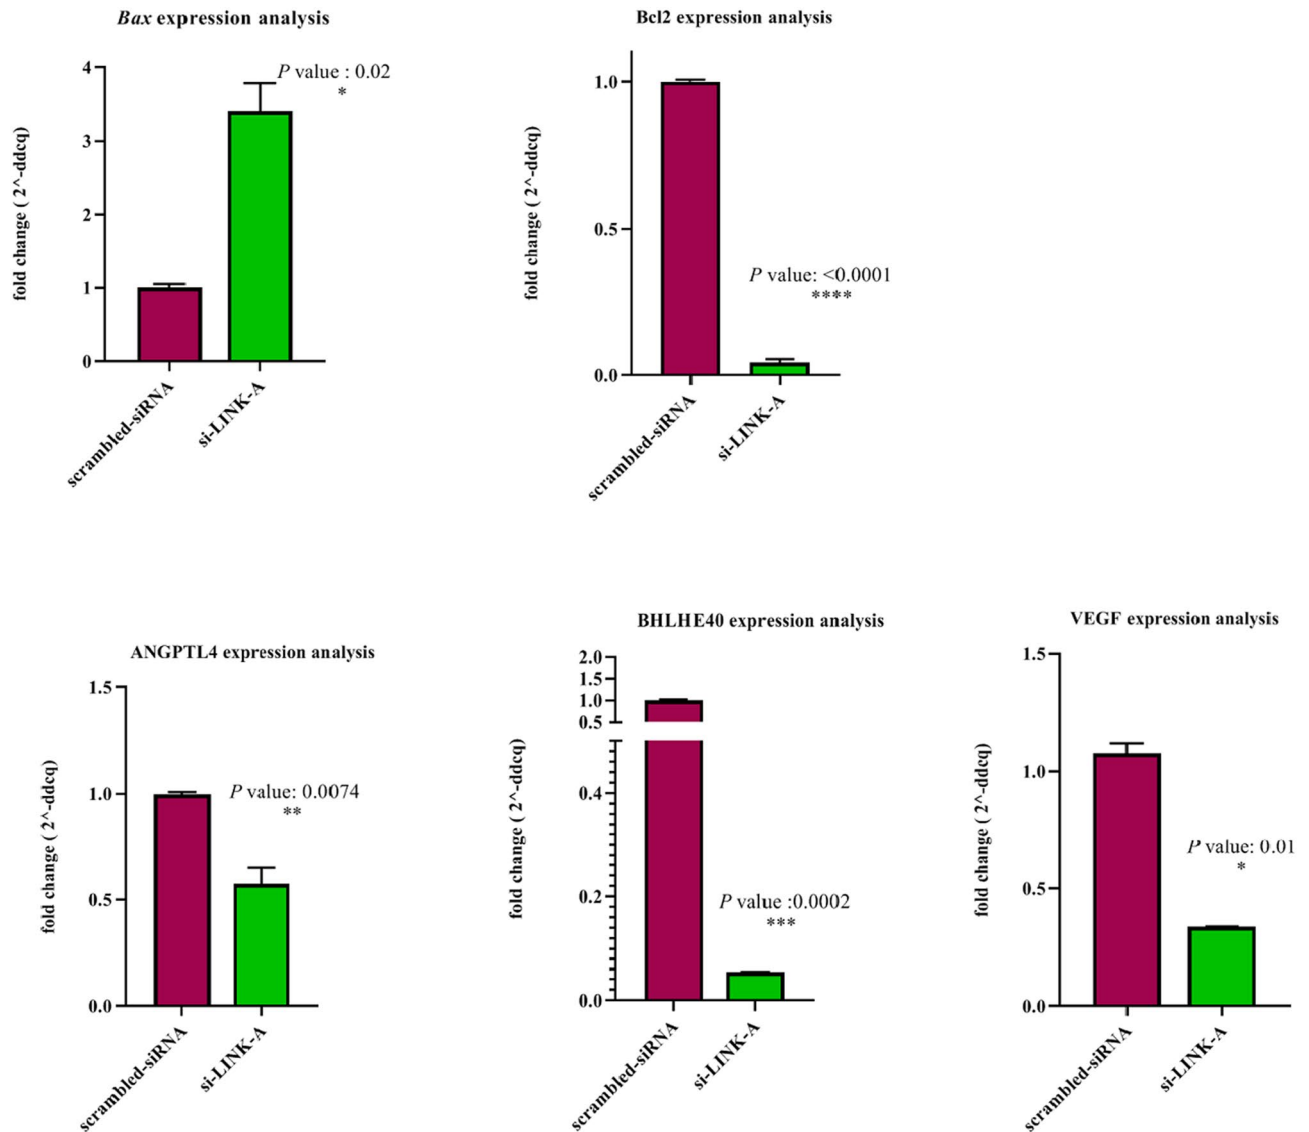 Bax expression analysis
fold change ( 2^-ddcq)
4
3
2
1
0
P value : 0.02
*
scrambled-siRNA
si-LINK-A
Bcl2 expression analysis
fold change ( 2^-ddcq)
1.0
0.5
0.0
P value: <0.0001
****
scrambled-siRNA
si-LINK-A
ANGPTL4 expression analysis
fold change ( 2^-ddcq)
1.5
1.0
0.5
0.0
P value: 0.0074
**
scrambled-siRNA
si-LINK-A
BHLHE40 expression analysis
fold change ( 2^-ddcq)
2.0
1.5
1.0
0.5
0.4
0.2
0.0
P value :0.0002
***
scrambled-siRNA
si-LINK-A
VEGF expression analysis
fold change ( 2^-ddcq)
1.5
1.0
0.5
0.0
P value: 0.01
*
scrambled-siRNA
si-LINK-A